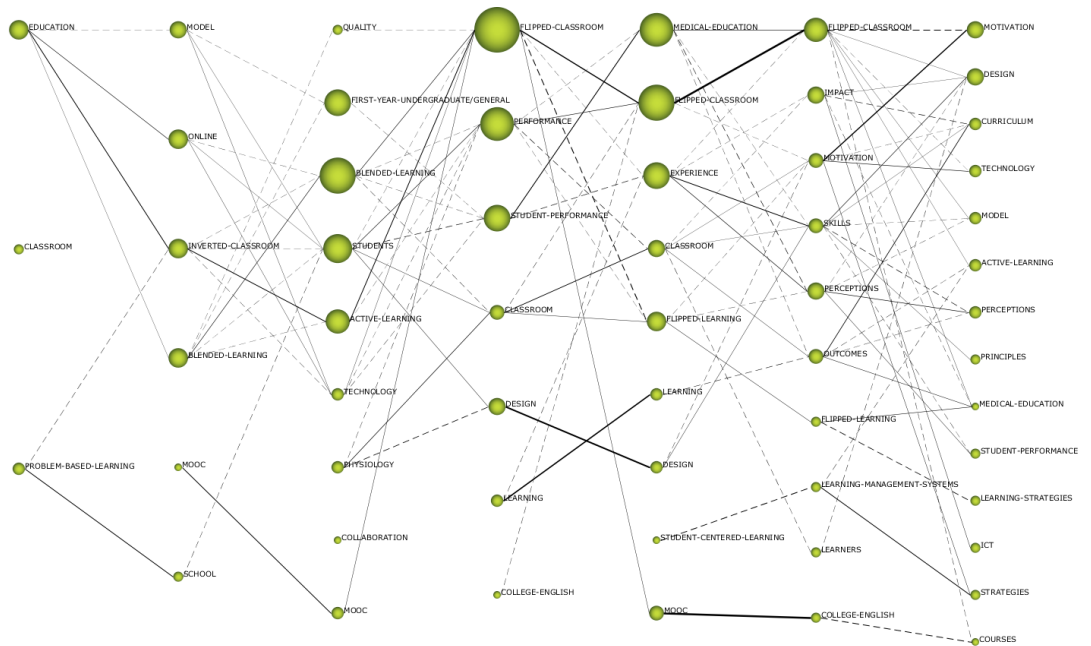 EDUCATION
CLASSROOM
PROBLEM-BASED-LEARNING
MODEL
ONLINE
INVERTED-CLASSROOM
BLENDED-LEARNING
MOOC
SCHOOL
QUALITY
FIRST-YEAR-UNDERGRADUATE/GENERAL
BLENDED-LEARNING
STUDENTS
ACTIVE-LEARNING
TECHNOLOGY
PHYSIOLOGY
COLLABORATION
MOOC
FLIPPED-CLASSROOM
PERFORMANCE
STUDENT-PERFORMANCE
CLASSROOM
DESIGN
LEARNING
COLLEGE-ENGLISH
MEDICAL-EDUCATION
FLIPPED-CLASSROOM
EXPERIENCE
CLASSROOM
FLIPPED-LEARNING
LEARNING
DESIGN
STUDENT-CENTERED-LEARNING
MOOC
FLIPPED-CLASSROOM
IMPACT
MOTIVATION
SKILLS
PERCEPTIONS
OUTCOMES
FLIPPED-LEARNING
LEARNING-MANAGEMENT-SYSTEMS
LEARNERS
COLLEGE-ENGLISH
MOTIVATION
DESIGN
CURRICULUM
TECHNOLOGY
MODEL
ACTIVE-LEARNING
PERCEPTIONS
PRINCIPLES
MEDICAL-EDUCATION
STUDENT-PERFORMANCE
LEARNING-STRATEGIES
ICT
STRATEGIES
COURSES